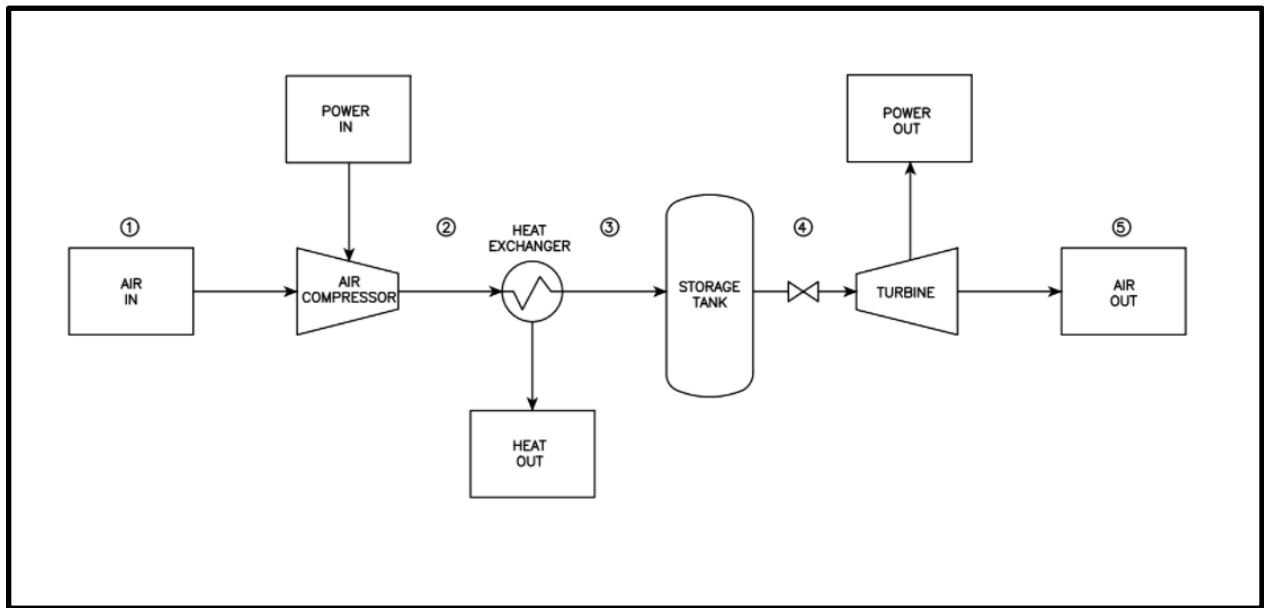 POWER
IN
POWER
OUT
①
②
HEAT
EXCHANGER
③
④
⑤
AIR
IN
AIR
COMPRESSOR
STORAGE
TANK
TURBINE
AIR
OUT
HEAT
OUT